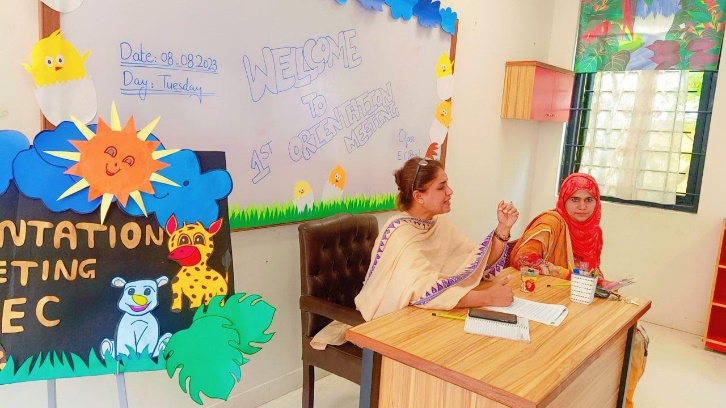 Date: 08.08.2023
Day: Tuesday
WELCOME
TO
1ST ORIENTATION
MEETING
NTATION
ETING
EC